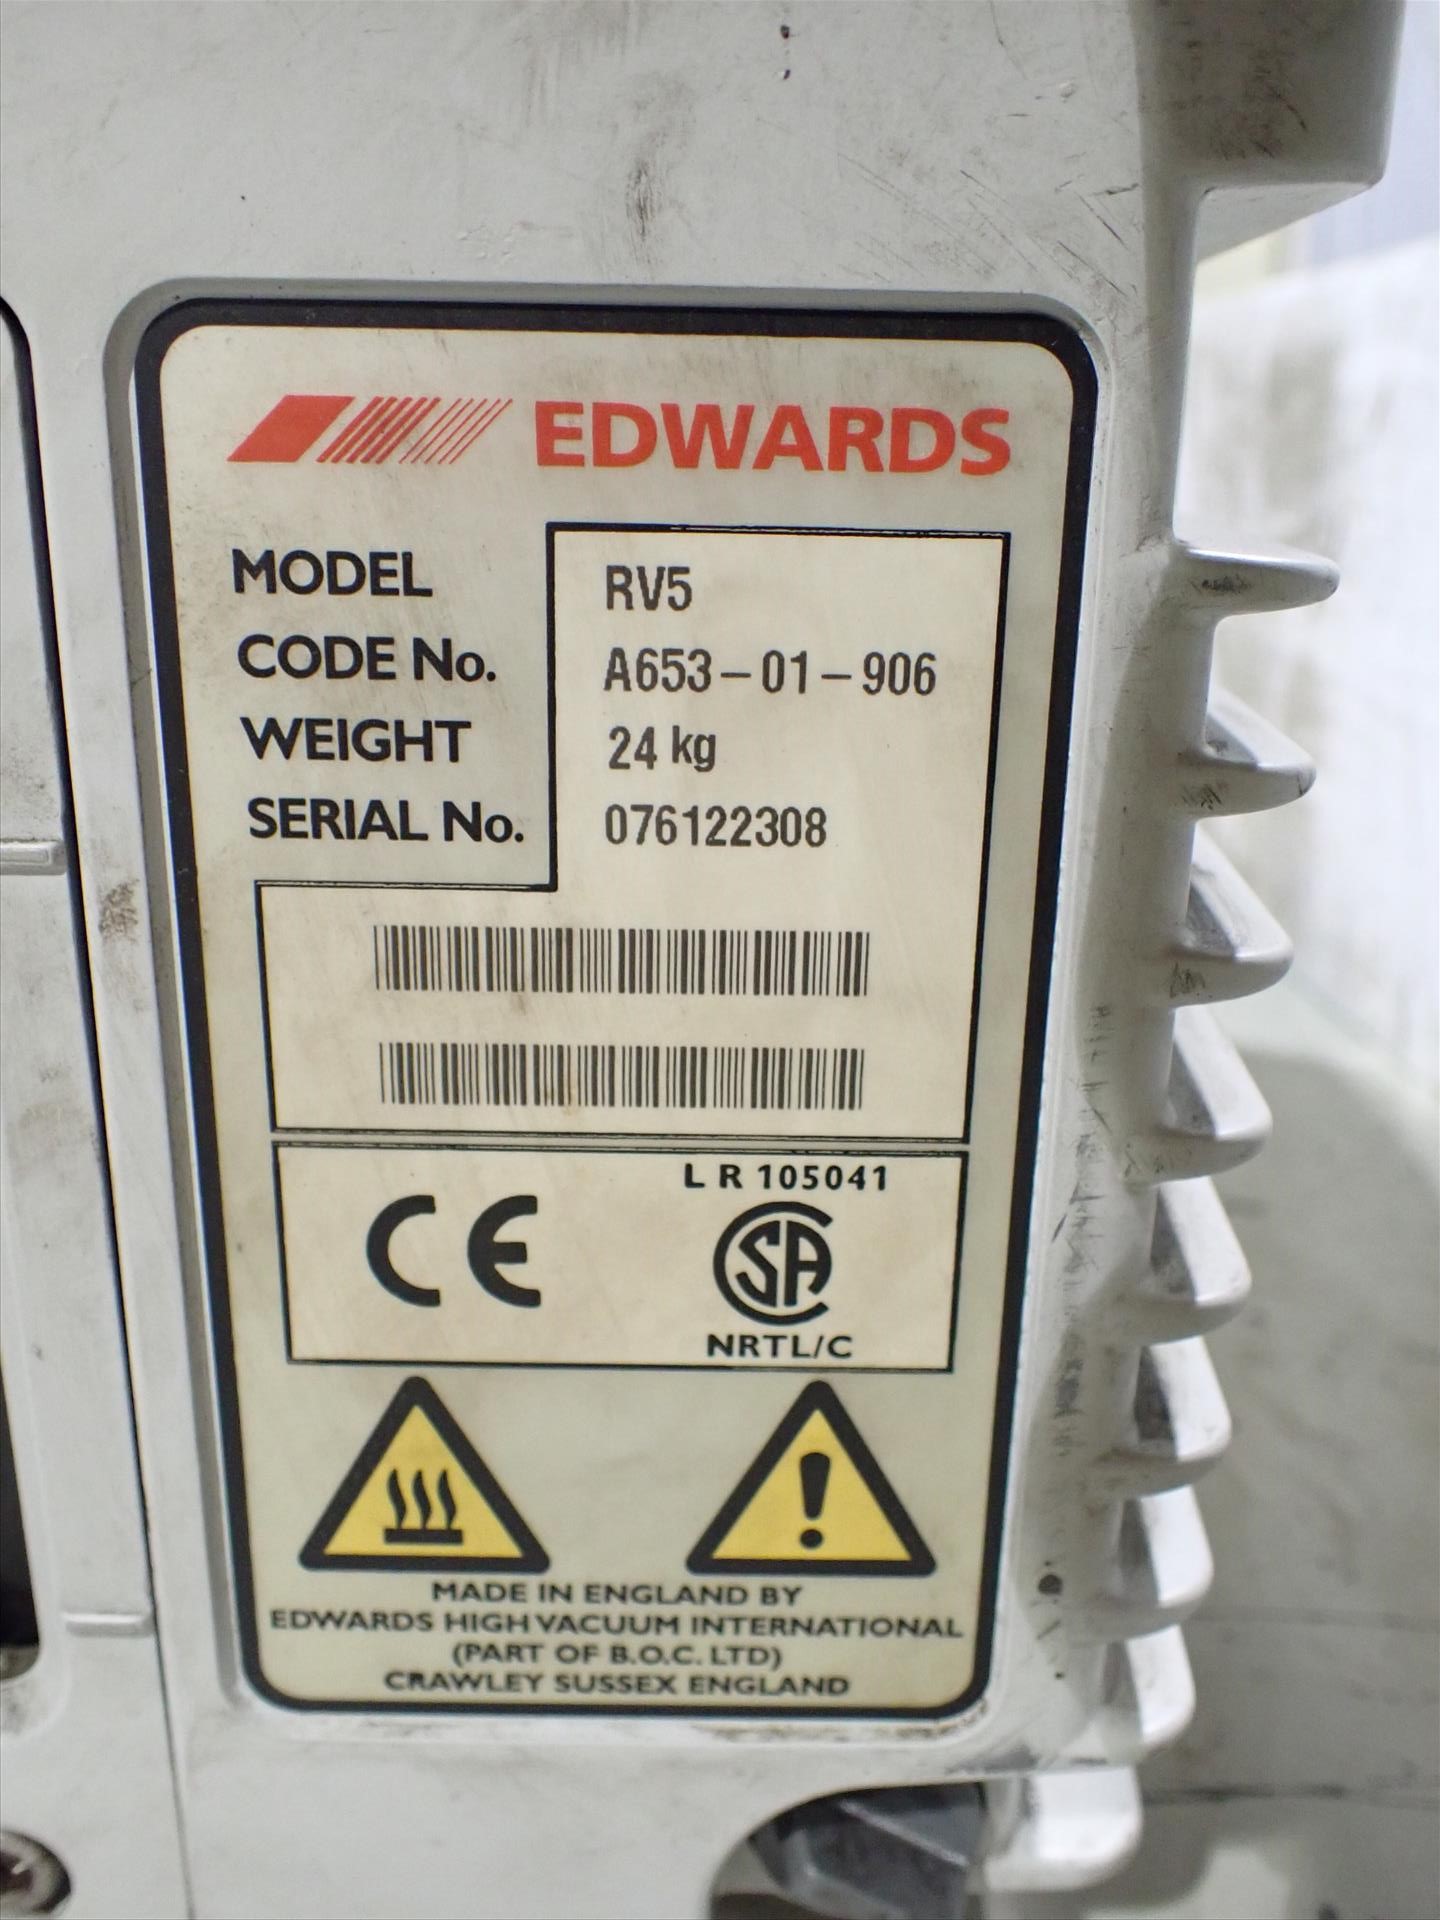 EDWARDS
MODEL RV5
CODE No. A653-01-906
WEIGHT 24 kg
SERIAL No. 076122308
LR 105041
CE SA
NRTL/C
MADE IN ENGLAND BY
EDWARDS HIGH VACUUM INTERNATIONAL
(PART OF B.O.C. LTD)
CRAWLEY SUSSEX ENGLAND